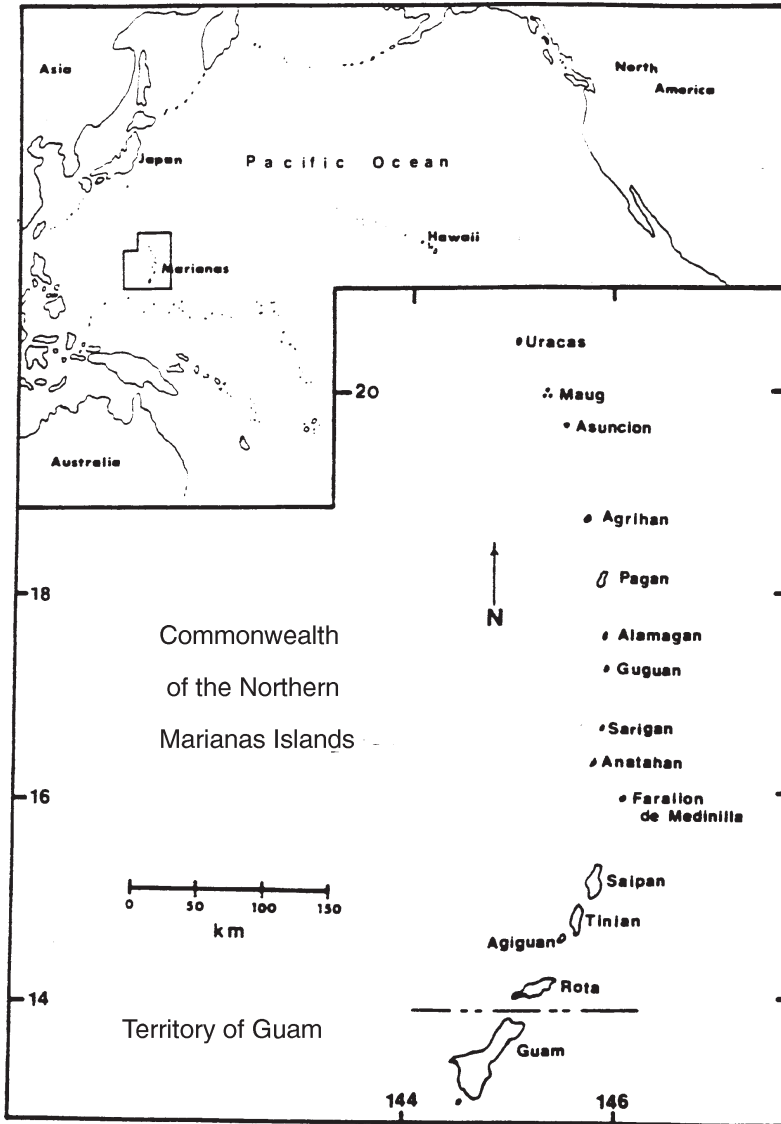 Asia
North
America
Japan
Pacific Ocean
Hawaii
Marianas
Australia
Uracas
20
Maug
Asuncion
Agrihan
Pagan
18
N
Commonwealth
of the Northern
Marianas Islands
Alamagan
Guguan
Sarigan
Anatahan
16
Farallon
de Medinilla
Saipan
0 50 100 150
km
Tinian
Agiguan
Rota
14
Territory of Guam
Guam
144 146